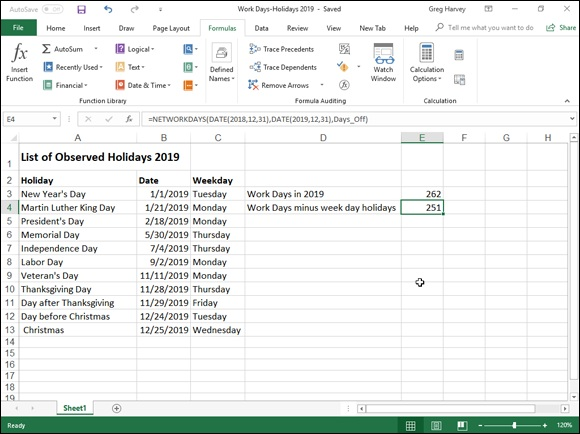 AutoSave Off Work Days-Holidays 2019 - Saved Greg Harvey
File Home Insert Draw Page Layout Formulas Data Review View New Tab Help Tell me what you want to do Share
AutoSum Logical Trace Precedents
Recently Used Text Trace Dependents
Financial Date & Time Remove Arrows
Insert Function Defined Names Watch Window Calculation Options
Function Library Formula Auditing Calculation
E4 fx =NETWORKDAYS(DATE(2018,12,31),DATE(2019,12,31),Days_Off)
A B C D E F G H
1 List of Observed Holidays 2019
2 Holiday Date Weekday
3 New Year's Day 1/1/2019 Tuesday Work Days in 2019 262
4 Martin Luther King Day 1/21/2019 Monday Work Days minus week day holidays 251
5 President's Day 2/18/2019 Monday
6 Memorial Day 5/30/2019 Thursday
7 Independence Day 7/4/2019 Thursday
8 Labor Day 9/2/2019 Monday
9 Veteran's Day 11/11/2019 Monday
10 Thanksgiving Day 11/28/2019 Thursday
11 Day after Thanksgiving 11/29/2019 Friday
12 Day before Christmas 12/24/2019 Tuesday
13 Christmas 12/25/2019 Wednesday
14
15
16
17
18
19
Sheet1
Ready 120%